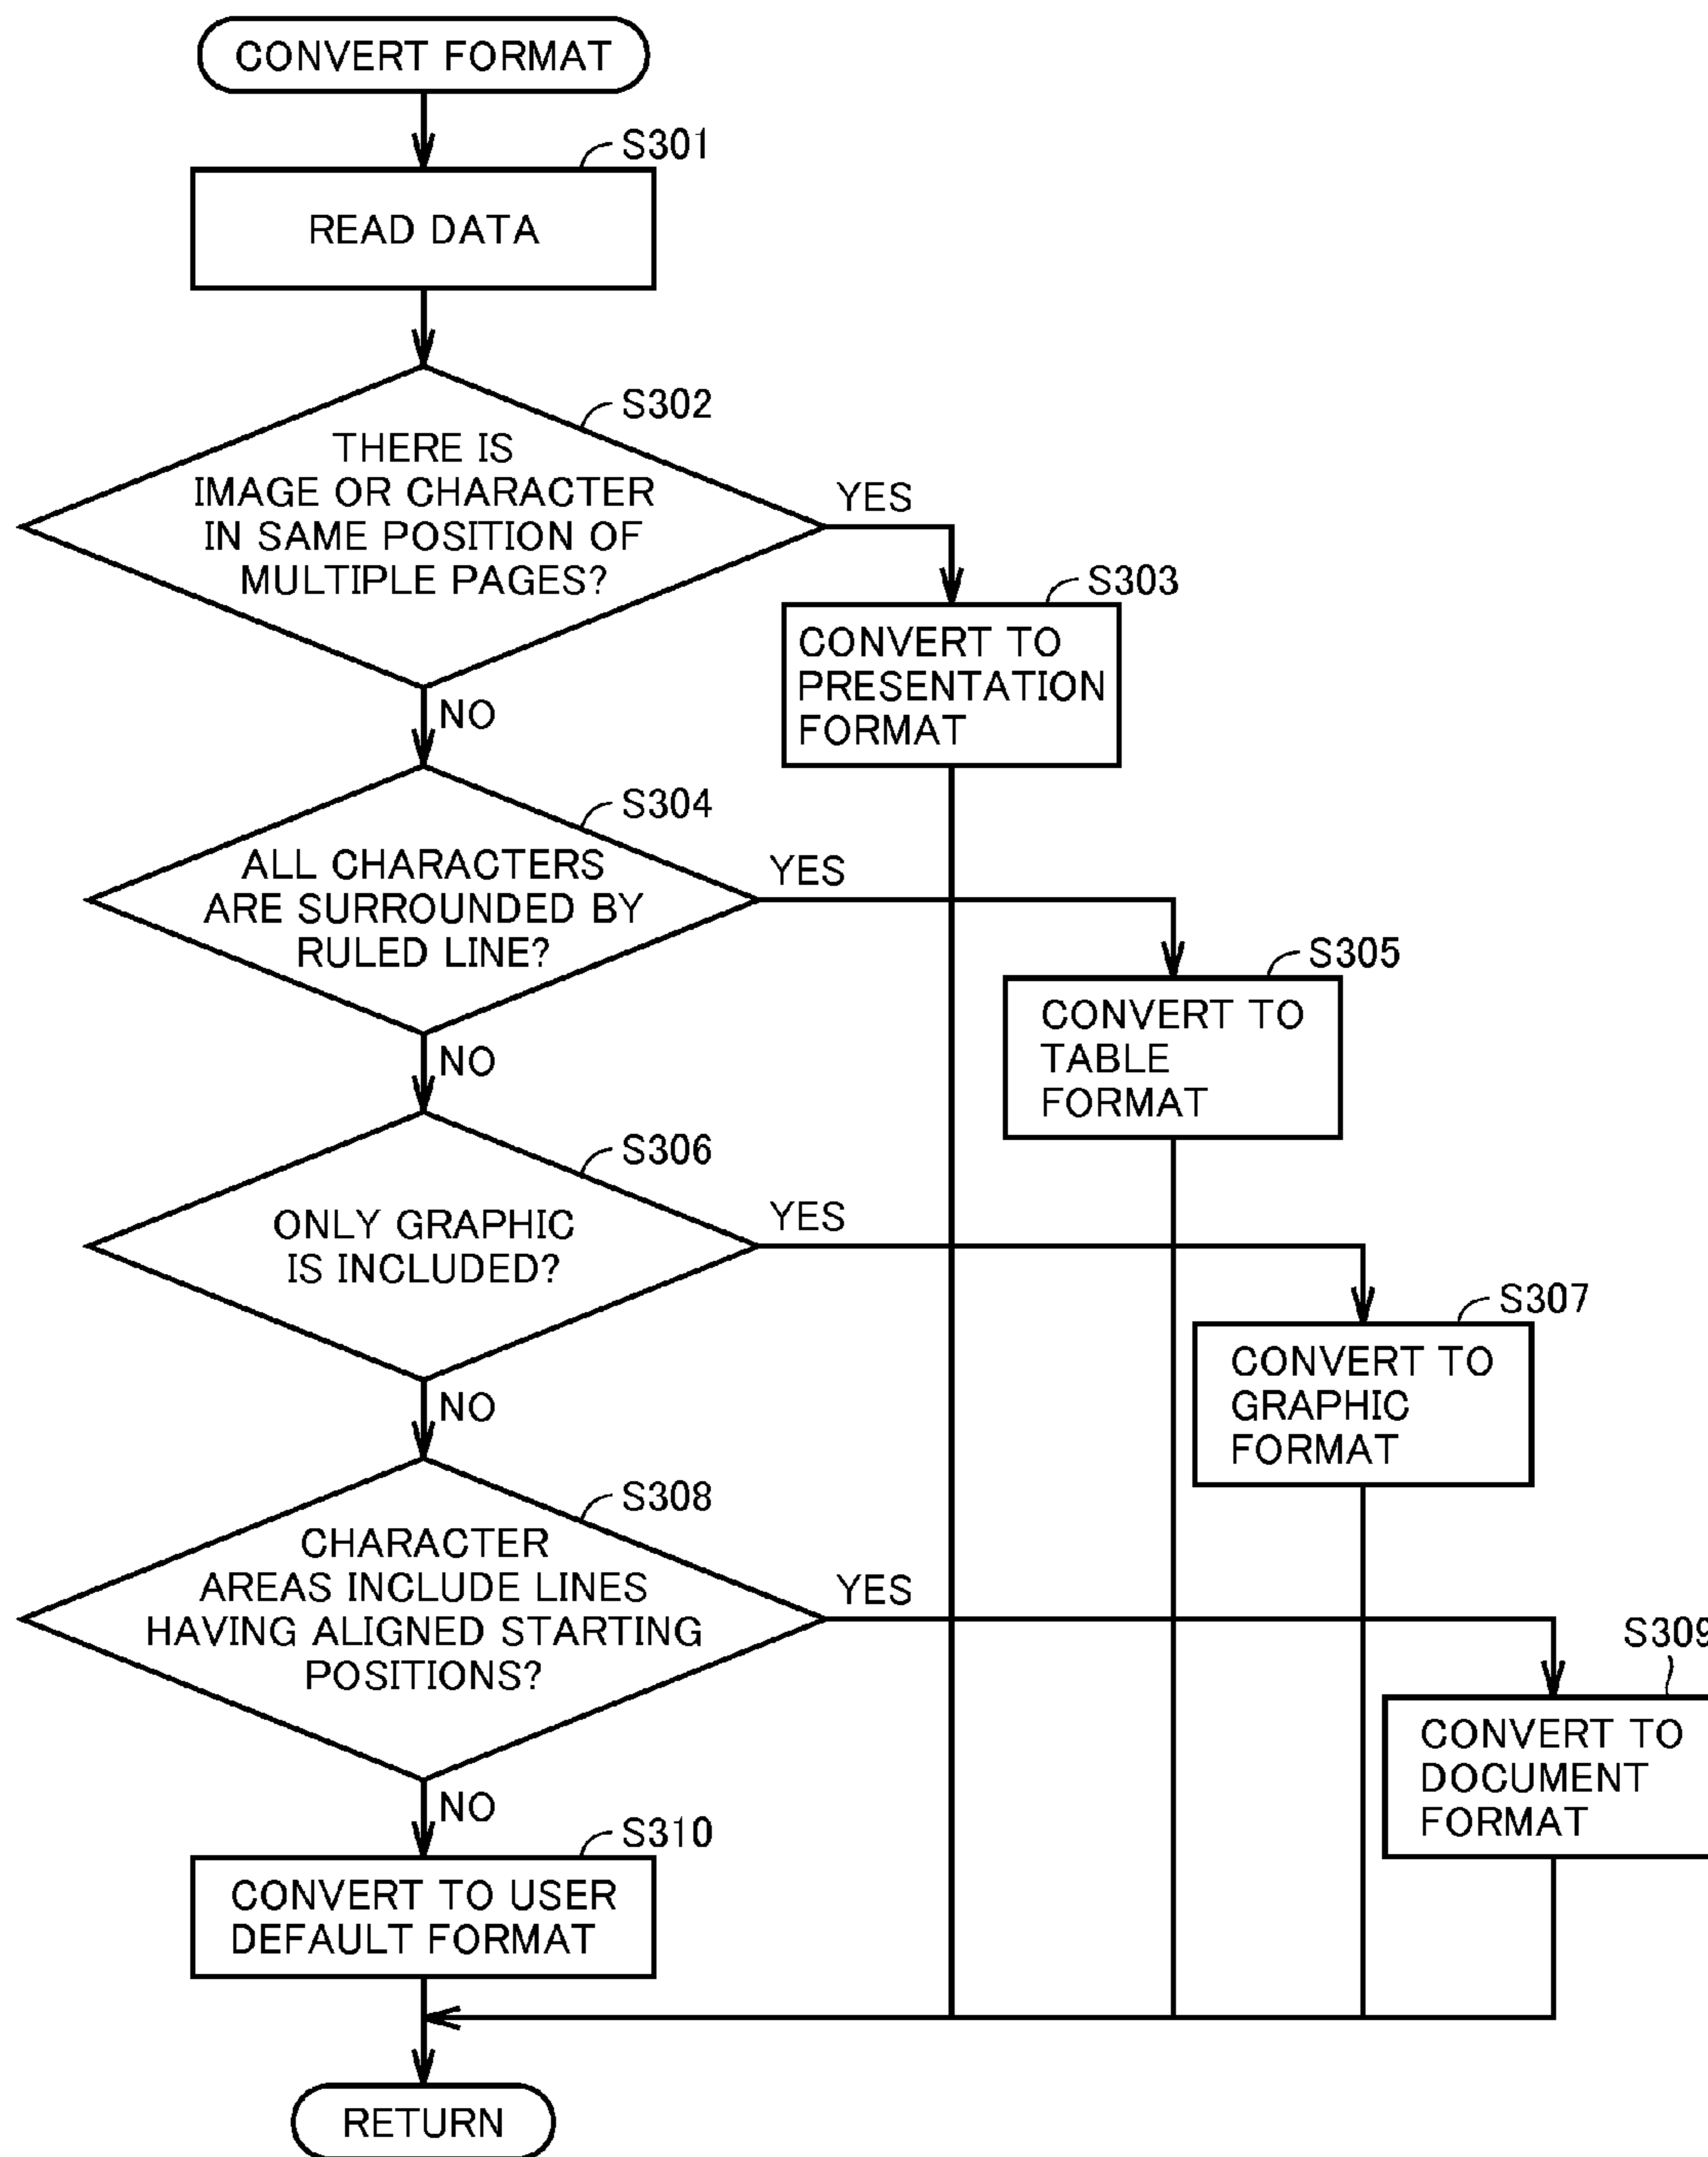 CONVERT FORMAT
S301
READ DATA
S302
THERE IS
IMAGE OR CHARACTER
IN SAME POSITION OF
MULTIPLE PAGES?
YES
NO
S303
CONVERT TO
PRESENTATION
FORMAT
S304
ALL CHARACTERS
ARE SURROUNDED BY
RULED LINE?
YES
NO
S305
CONVERT TO
TABLE
FORMAT
S306
ONLY GRAPHIC
IS INCLUDED?
YES
NO
S307
CONVERT TO
GRAPHIC
FORMAT
S308
CHARACTER
AREAS INCLUDE LINES
HAVING ALIGNED STARTING
POSITIONS?
YES
NO
S309
CONVERT TO
DOCUMENT
FORMAT
S310
CONVERT TO USER
DEFAULT FORMAT
RETURN